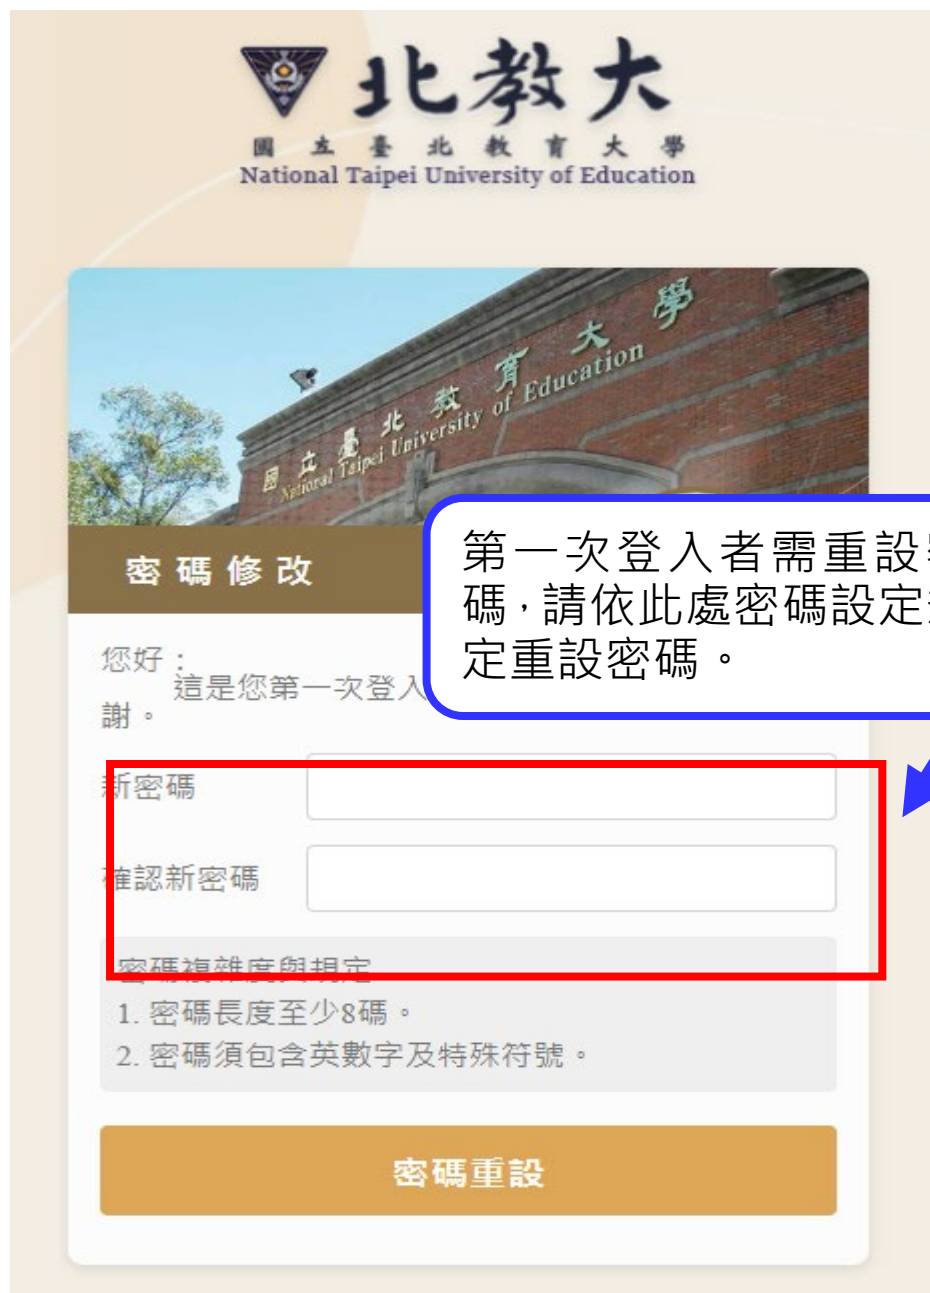 北教大
國立臺北教育大學
National Taipei University of Education
國立臺北教育大學
National Taipei University of Education
密碼修改
第一次登入者需重設
碼，請依此處密碼設定
定重設密碼。
您好：
這是您第一次登入
謝。
新密碼
確認新密碼
密碼複雜度與規定
1. 密碼長度至少8碼。
2. 密碼須包含英數字及特殊符號。
密碼重設